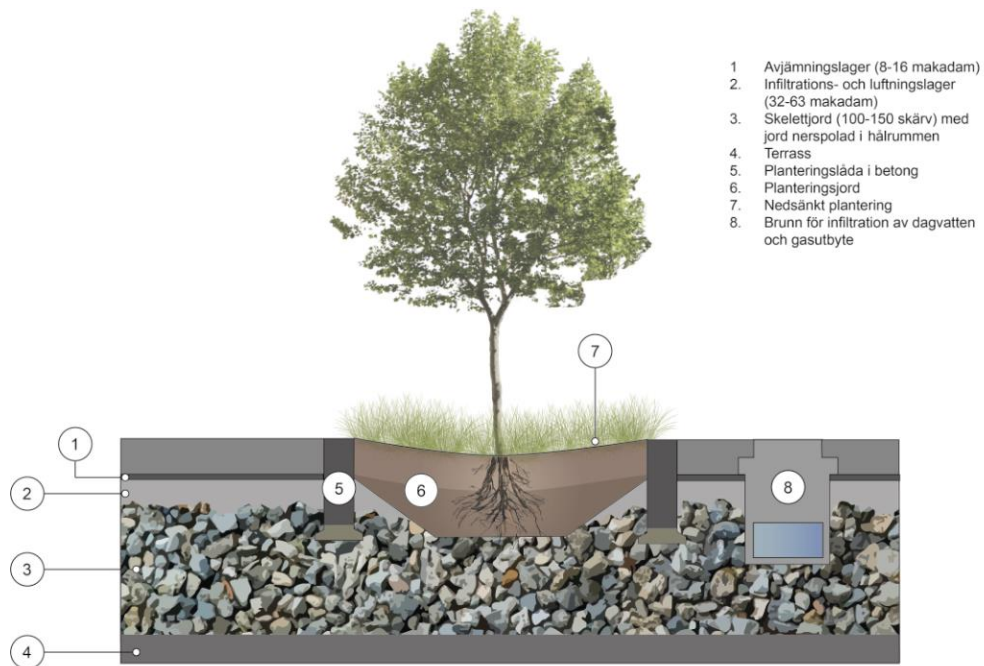 1 Avjämningslager (8-16 makadam)
2. Infiltrations- och luftningslager
(32-63 makadam)
3. Skelettjord (100-150 skärv) med
jord nerspolad i hålrummen
4. Terrass
5. Planteringslåda i betong
6. Planteringsjord
7. Nedsänkt plantering
8. Brunn för infiltration av dagvatten
och gasutbyte
7
1
2
5
6
8
3
4